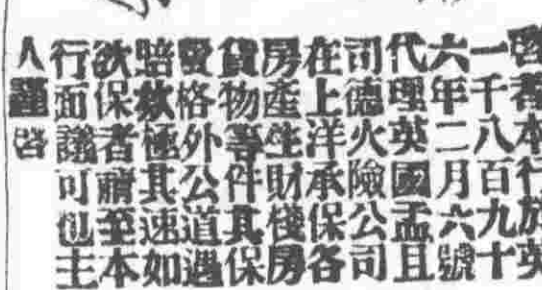 啓者本行於英
一千八百九十
六年二月六號
代理英國孟且
司德火險公司
在上洋承保各
房產生財棧房
貨物等件其保
費格外公道遇
賠款極其速如
欲保者請至本
行面議可也主
人謹啓